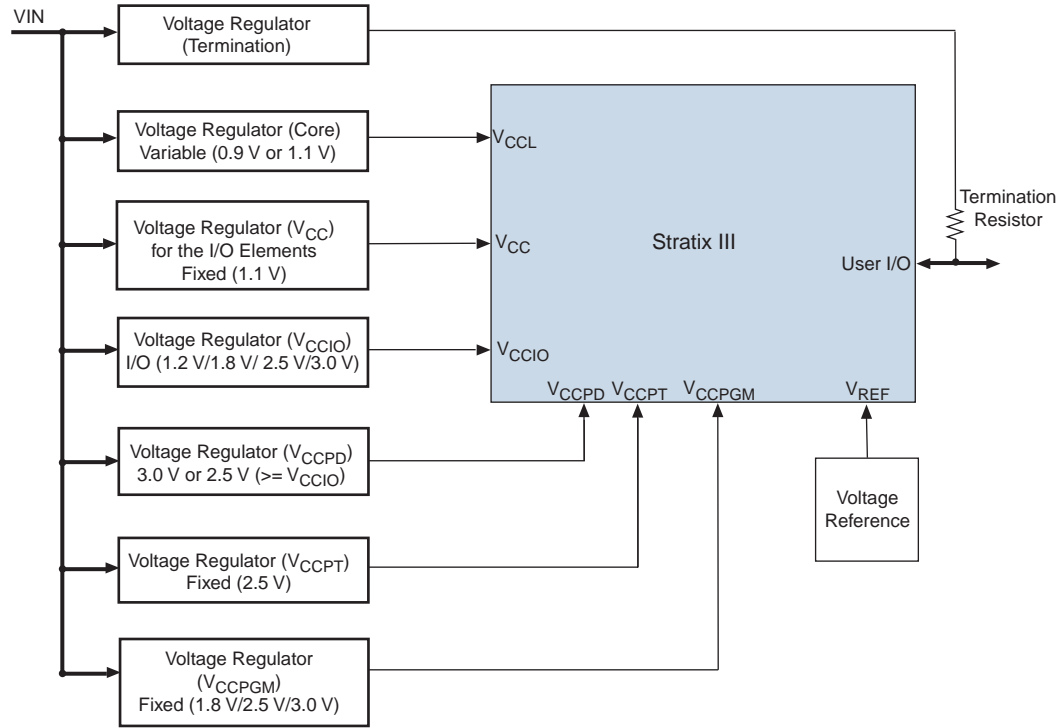 VIN
Voltage Regulator
(Termination)
Voltage Regulator (Core)
Variable (0.9 V or 1.1 V)
Voltage Regulator (VCC)
for the I/O Elements
Fixed (1.1 V)
Voltage Regulator (VCCIO)
I/O (1.2 V/1.8 V/ 2.5 V/3.0 V)
Voltage Regulator (VCCPD)
3.0 V or 2.5 V (>= VCCIO)
Voltage Regulator (VCCPT)
Fixed (2.5 V)
Voltage Regulator
(VCCPGM)
Fixed (1.8 V/2.5 V/3.0 V)
VCCL
VCC
VCCIO
Stratix III
User I/O
VCCPD VCCPT VCCPGM VREF
Termination
Resistor
Voltage
Reference